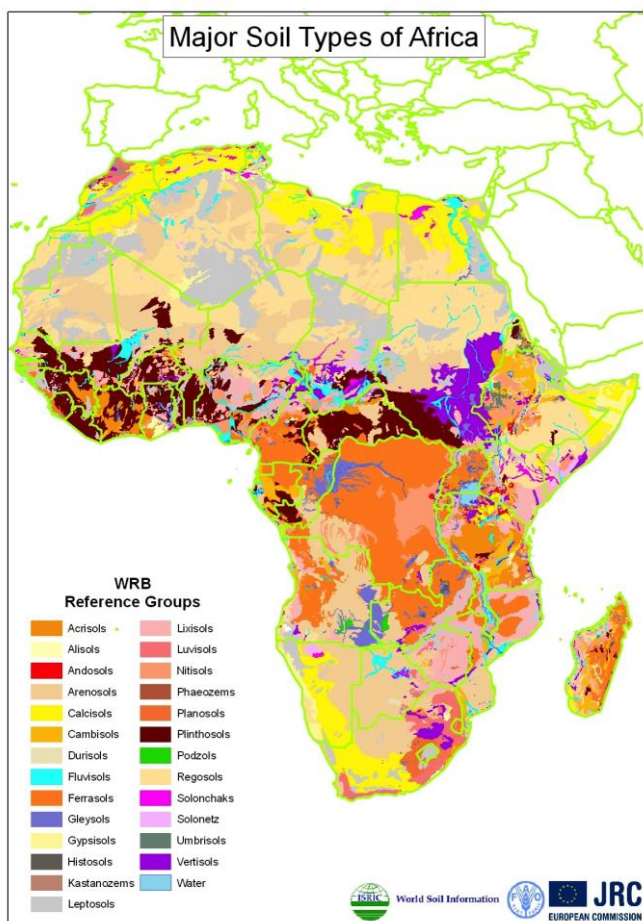 Major Soil Types of Africa
WRB
Reference Groups
Acrisols
Alisols
Andosols
Arenosols
Calcisols
Cambisols
Durisols
Fluvisols
Ferrasols
Gleysols
Gypsisols
Histosols
Kastanozems
Leptosols
Lixisols
Luvisols
Nitisols
Phaeozems
Planosols
Plinthosols
Podzols
Regosols
Solonchaks
Solonetz
Umbrisols
Vertisols
Water
ISRIC
World Soil Information
FAO
JRC
EUROPEAN COMMISSION